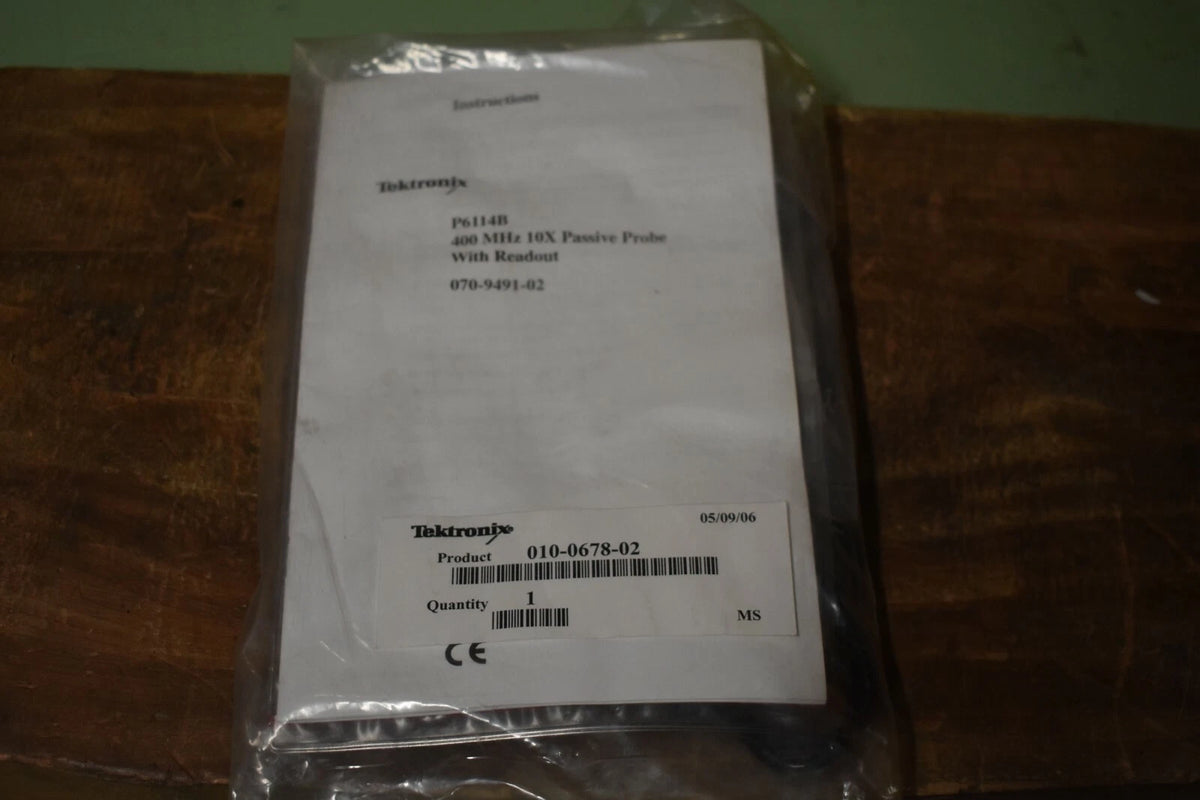 Instructions
Tektronix
P6114B
400 MHz 10X Passive Probe
With Readout
070-9491-02
Tektronix
05/09/06
Product 010-0678-02
Quantity 1
MS
CE